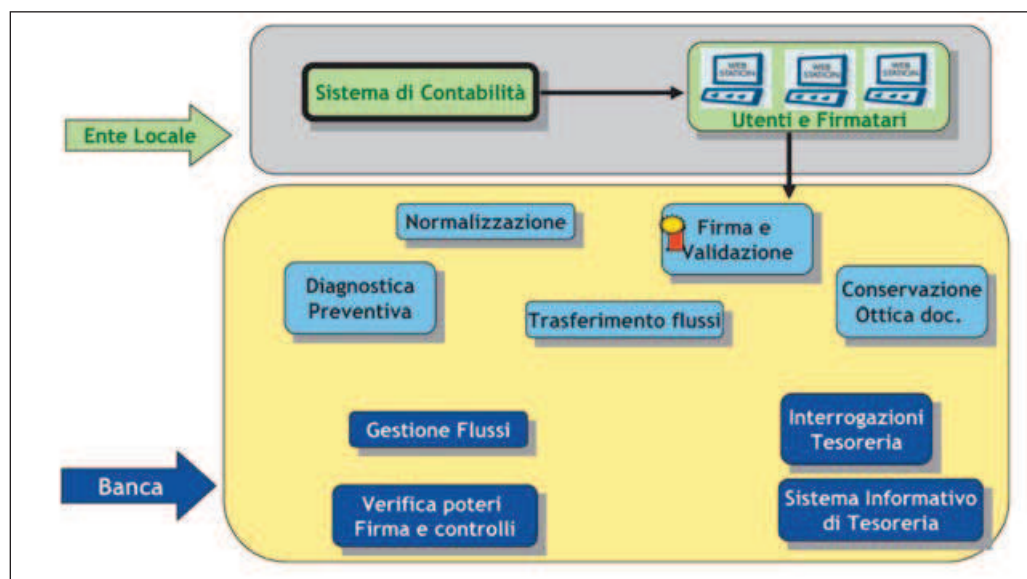 WEB
STATION
WEB
STATION
WEB
STATION
Sistema di Contabilità
Utenti e Firmatari
Ente Locale
Normalizzazione
Firma e
Validazione
Diagnostica
Preventiva
Conservazione
Ottica doc.
Trasferimento flussi
Gestione Flussi
Interrogazioni
Tesoreria
Banca
Verifica poteri
Firma e controlli
Sistema Informativo
di Tesoreria